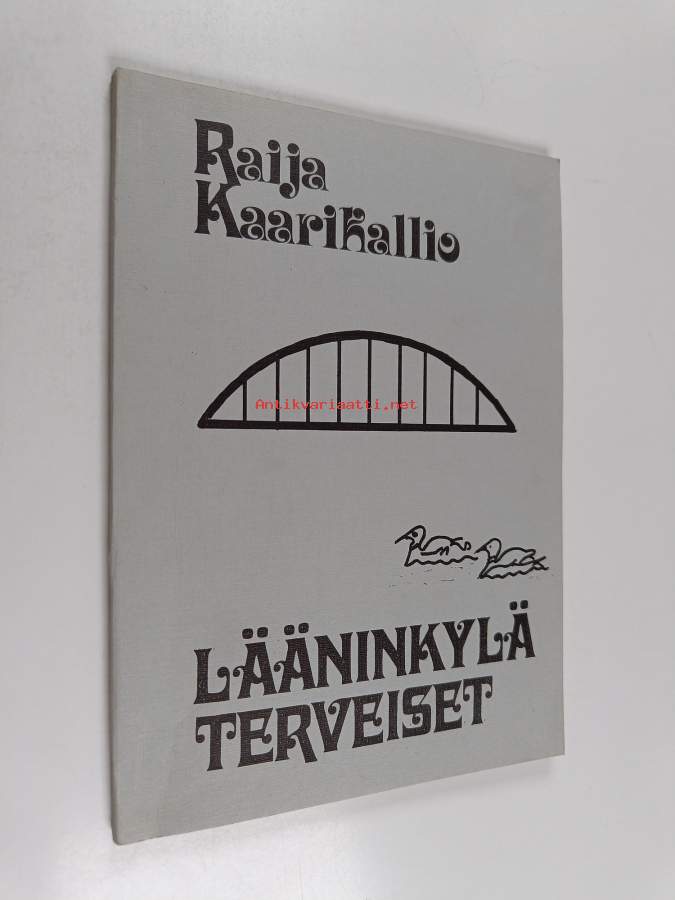 Raija
Kaarikallio
Antikvariaatti.net
LÄÄNINKYLÄ
TERVEISET